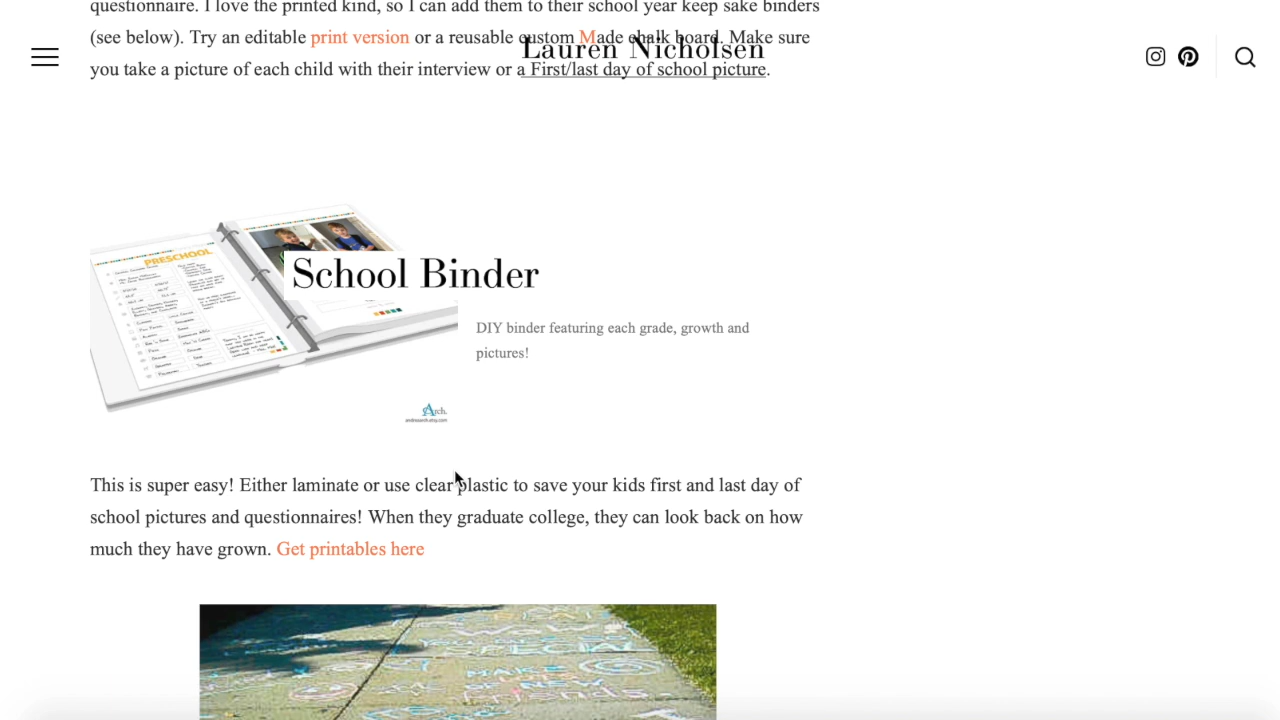 questionnaire. I love the printed kind, so I can add them to their school year keep sake binders
(see below). Try an editable print version or a reusable custom Made chalk board. Make sure
Lauren Nicholsen
you take a picture of each child with their interview or a First/last day of school picture.
PRESCHOOL
School Binder
DIY binder featuring each grade, growth and
pictures!
This is super easy! Either laminate or use clear plastic to save your kids first and last day of
school pictures and questionnaires! When they graduate college, they can look back on how
much they have grown. Get printables here
SPECIAL
MAKE
NEW
friends